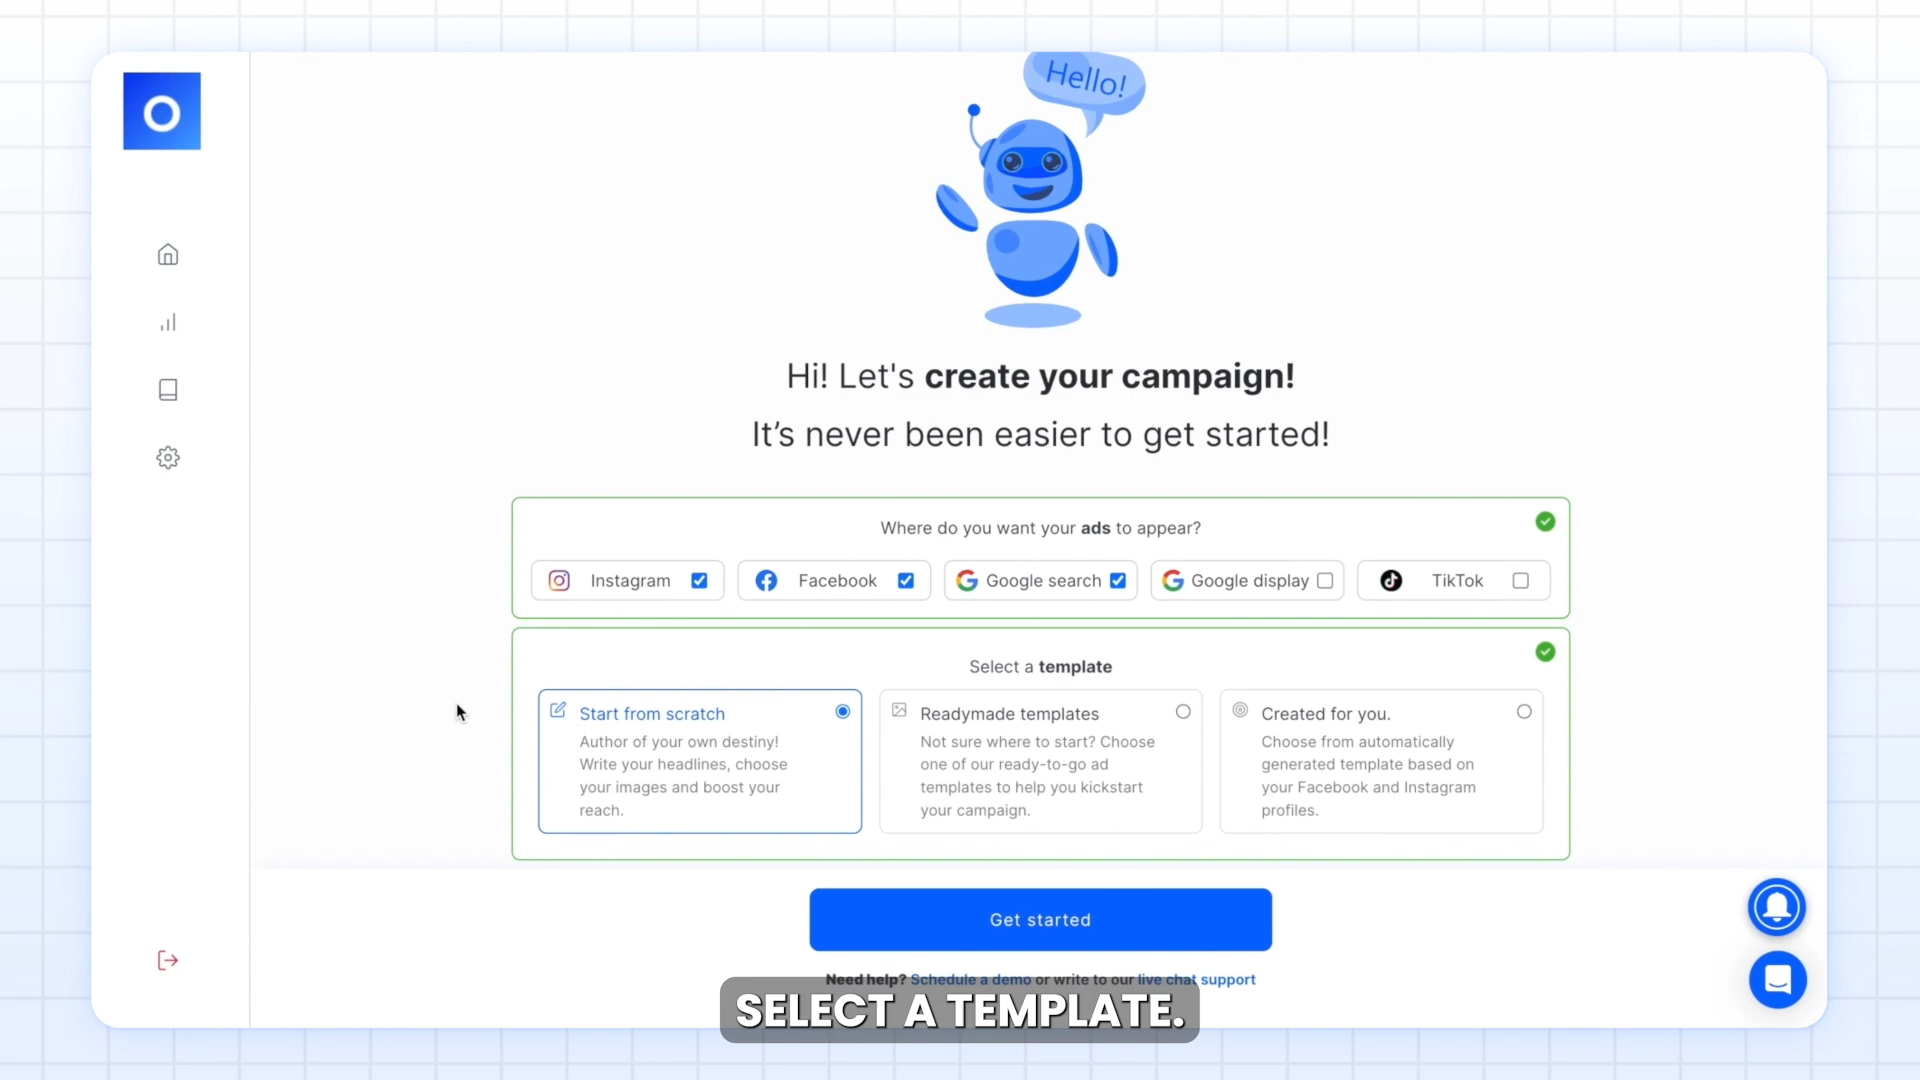 Hello!
Hi! Let's create your campaign!
It’s never been easier to get started!
Where do you want your ads to appear?
Instagram
Facebook
Google search
Google display
TikTok
Select a template
Start from scratch
Author of your own destiny!
Write your headlines, choose
your images and boost your
reach.
Readymade templates
Not sure where to start? Choose
one of our ready-to-go ad
templates to help you kickstart
your campaign.
Created for you.
Choose from automatically
generated template based on
your Facebook and Instagram
profiles.
Get started
Need help? Schedule a demo or write to our live chat support
SELECT A TEMPLATE.